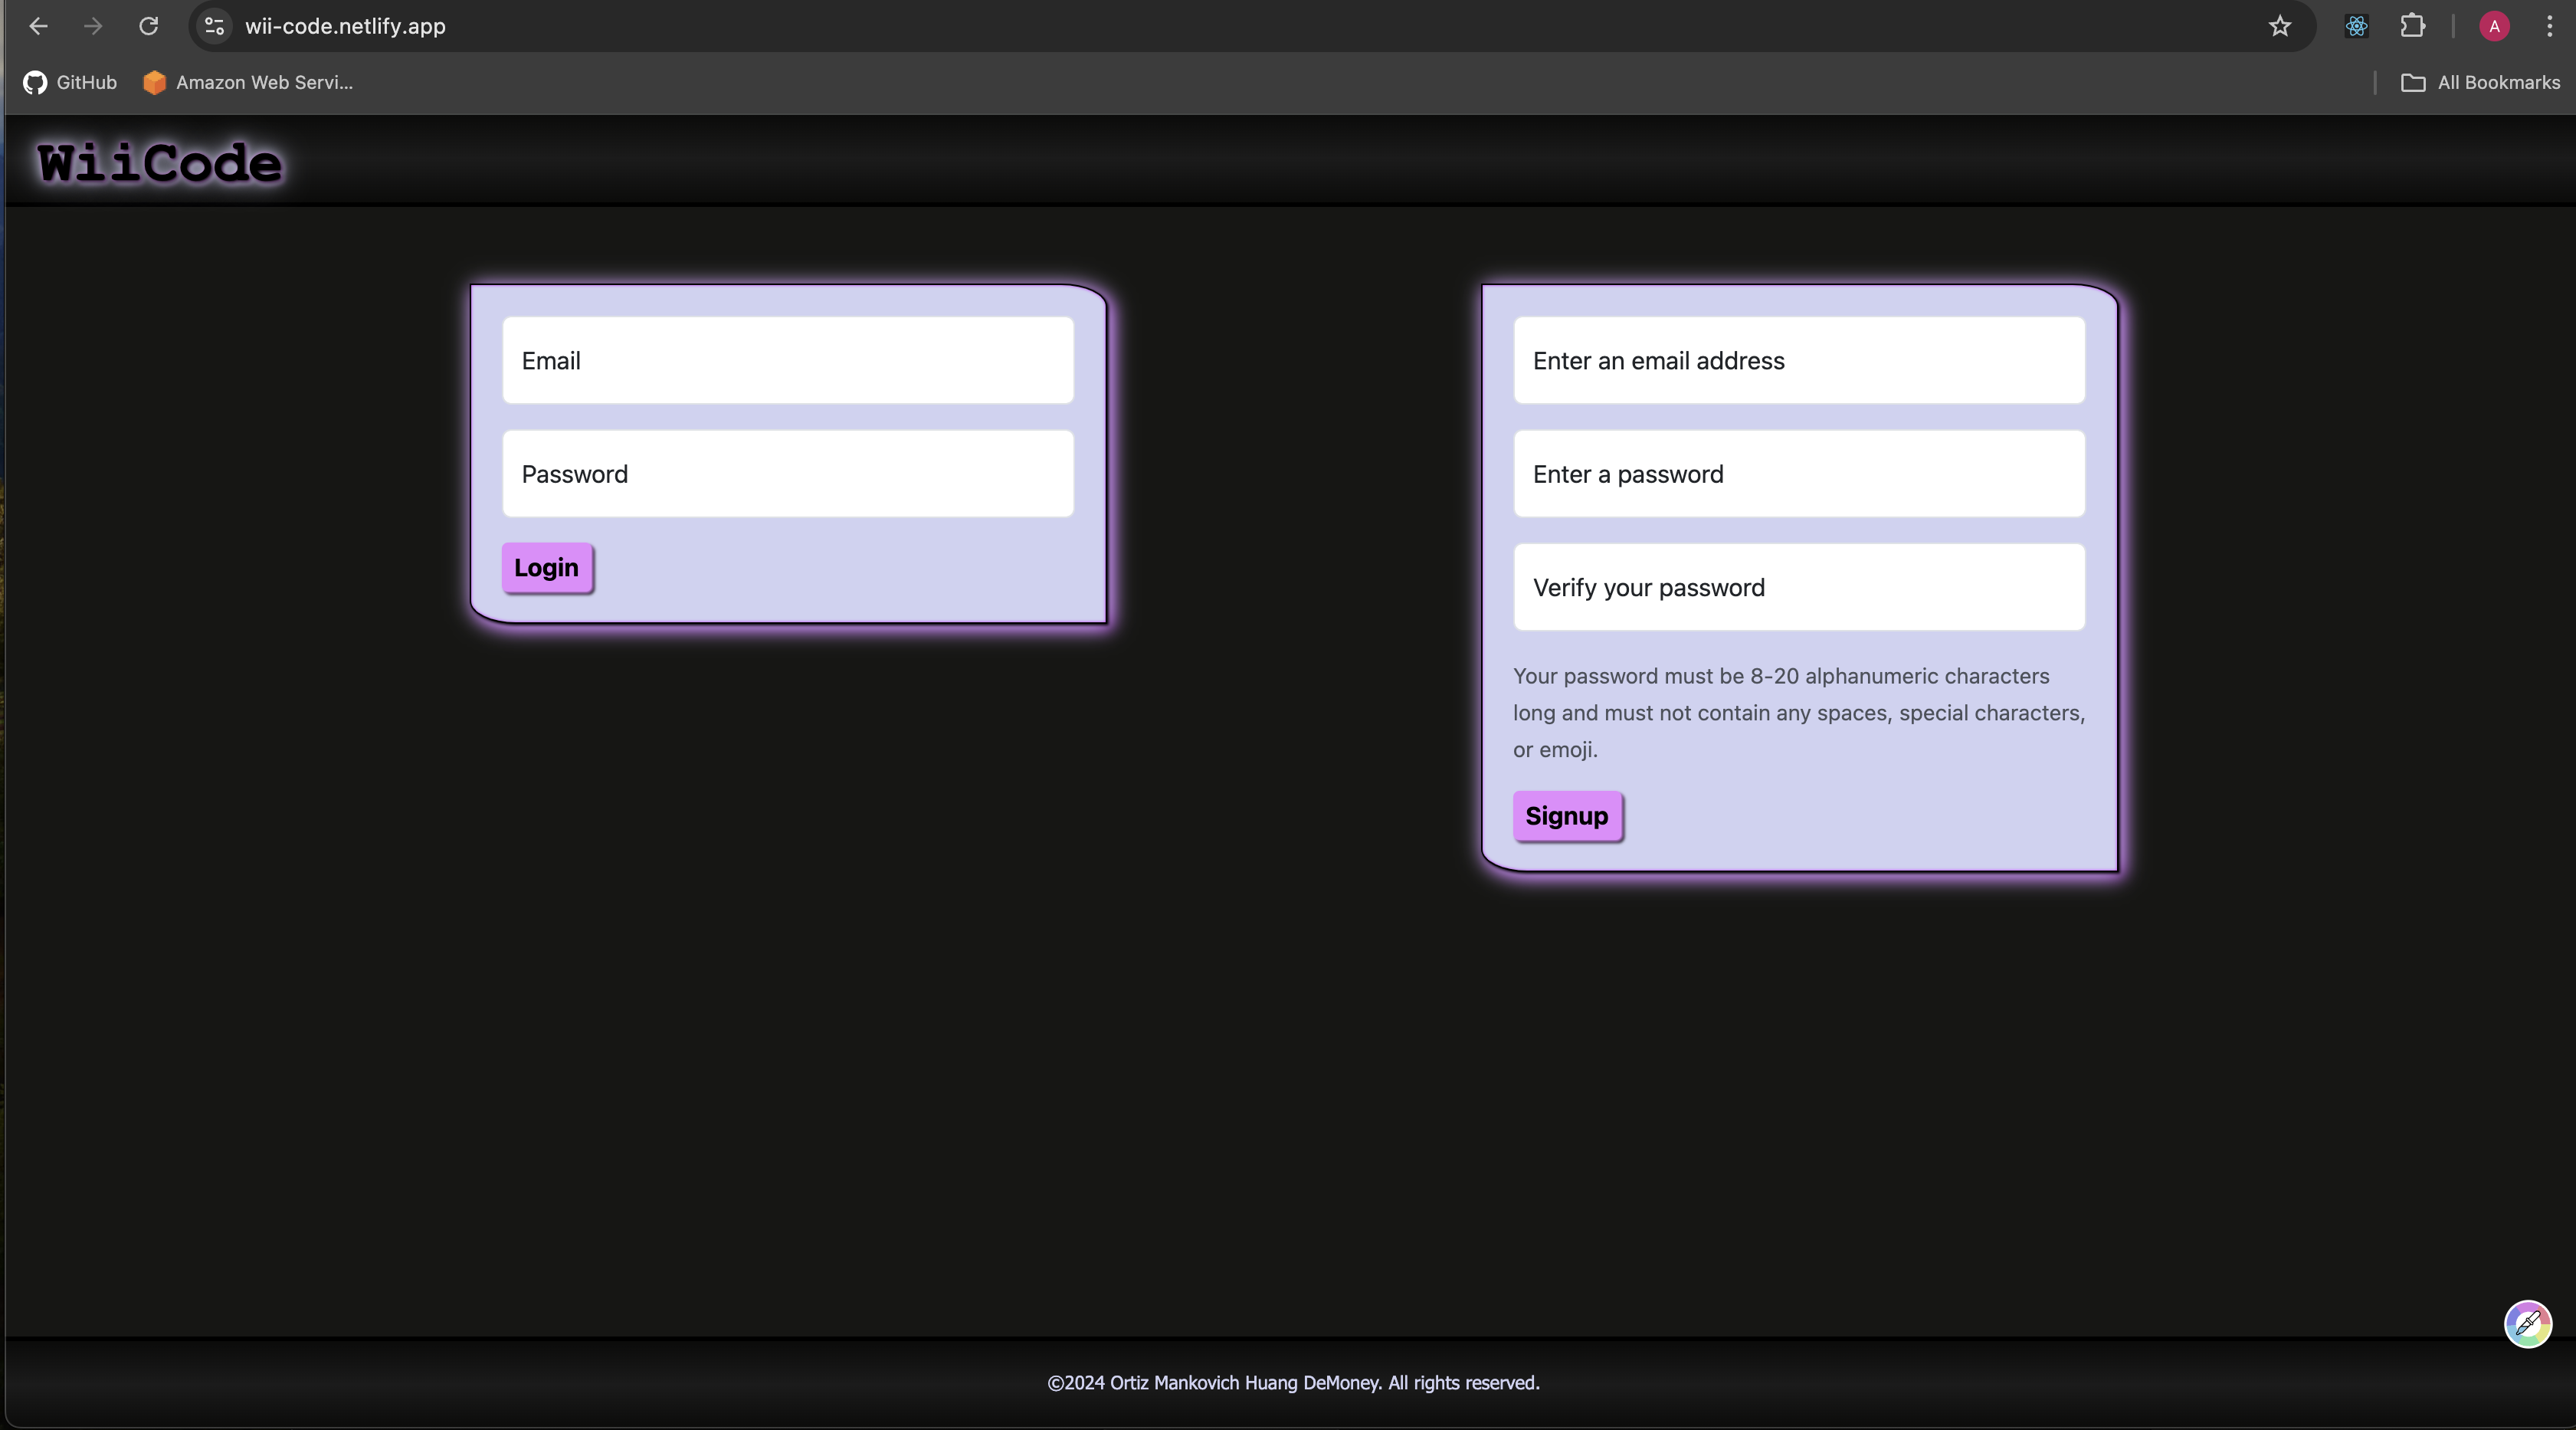 wii-code.netlify.app
A
GitHub
Amazon Web Servi...
All Bookmarks
WiiCode
Email
Password
Login
Enter an email address
Enter a password
Verify your password
Your password must be 8-20 alphanumeric characters
long and must not contain any spaces, special characters,
or emoji.
Signup
©2024 Ortiz Mankovich Huang DeMoney. All rights reserved.